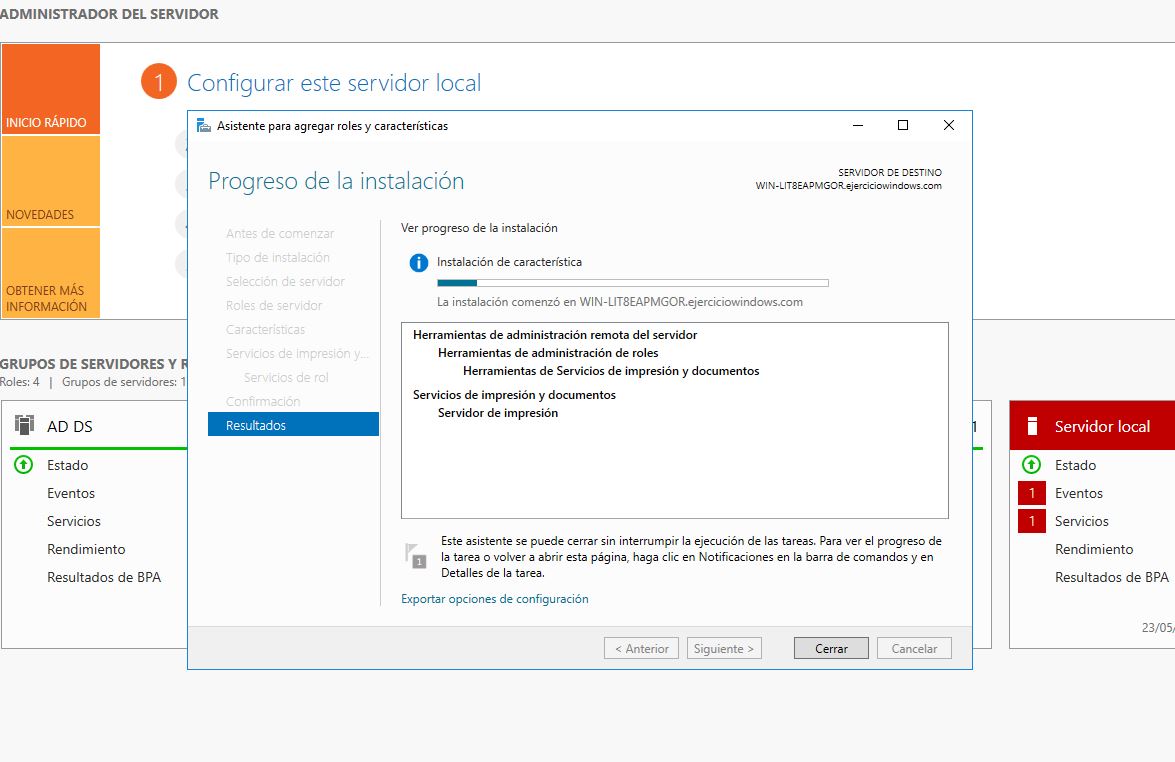 ADMINISTRADOR DEL SERVIDOR
INICIO RÁPIDO
NOVEDADES
OBTENER MÁS
INFORMACIÓN
1
Configurar este servidor local
Asistente para agregar roles y características
Progreso de la instalación
SERVIDOR DE DESTINO
WIN-LIT8EAPMGOR.ejerciciowindows.com
Antes de comenzar
Tipo de instalación
Selección de servidor
Roles de servidor
Características
Servicios de impresión y...
Servicios de rol
Confirmación
Resultados
Ver progreso de la instalación
Instalación de característica
La instalación comenzó en WIN-LIT8EAPMGOR.ejerciciowindows.com
Herramientas de administración remota del servidor
Herramientas de administración de roles
Herramientas de Servicios de impresión y documentos
Servicios de impresión y documentos
Servidor de impresión
1
Este asistente se puede cerrar sin interrumpir la ejecución de las tareas. Para ver el progreso de
la tarea o volver a abrir esta página, haga clic en Notificaciones en la barra de comandos y en
Detalles de la tarea.
Exportar opciones de configuración
< Anterior
Siguiente >
Cerrar
Cancelar
GRUPOS DE SERVIDORES Y R
Roles: 4 | Grupos de servidores: 1
AD DS
Estado
Eventos
Servicios
Rendimiento
Resultados de BPA
1
Servidor local
Estado
1 Eventos
1 Servicios
Rendimiento
Resultados de BPA
23/05/